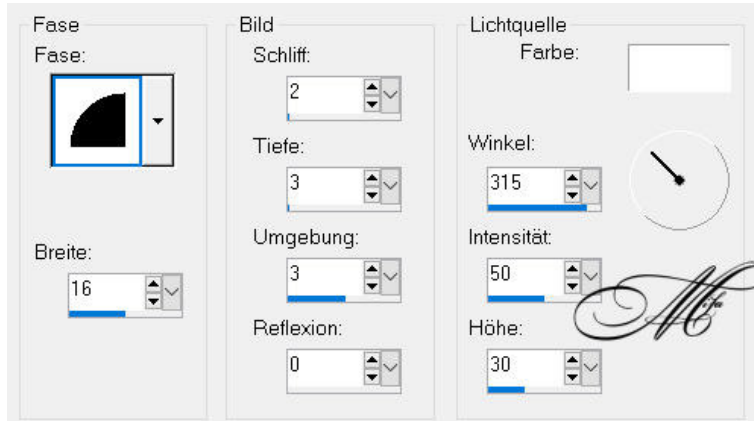 Fase
Fase:
Breite:
16
Bild
Schliff:
2
Tiefe:
3
Umgebung:
3
Reflexion:
0
Lichtquelle
Farbe:
Winkel:
315
Intensität:
50
Höhe:
30